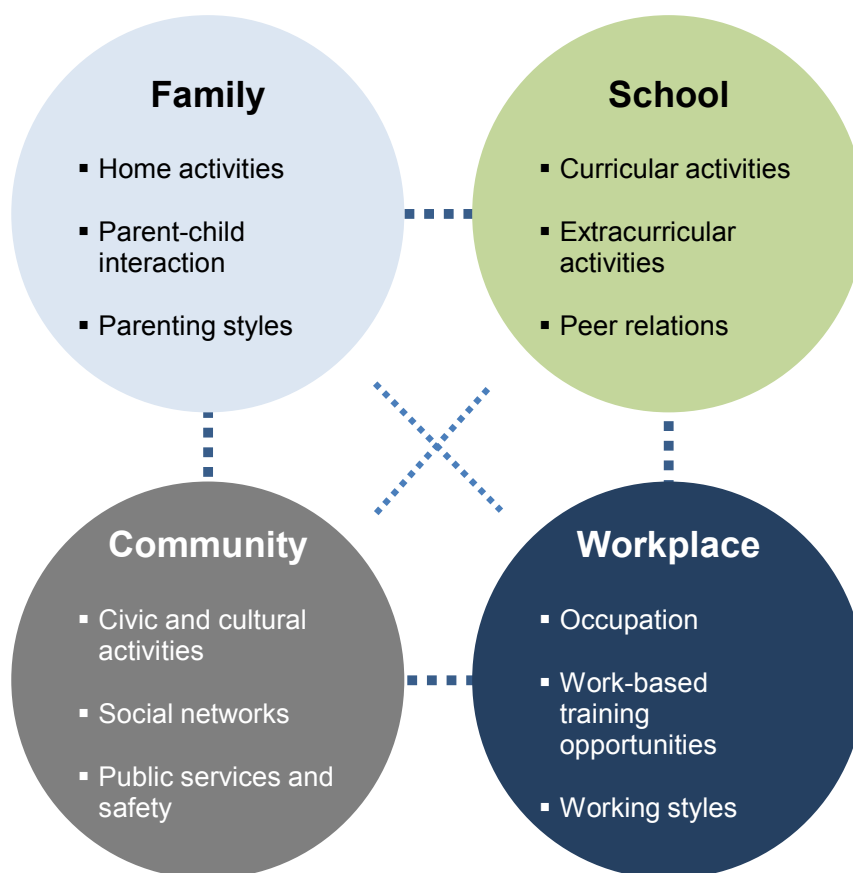 Family
▪ Home activities
▪ Parent-child
interaction
▪ Parenting styles
School
▪ Curricular activities
▪ Extracurricular
activities
▪ Peer relations
Community
▪ Civic and cultural
activities
▪ Social networks
▪ Public services and
safety
Workplace
▪ Occupation
▪ Work-based
training
opportunities
▪ Working styles